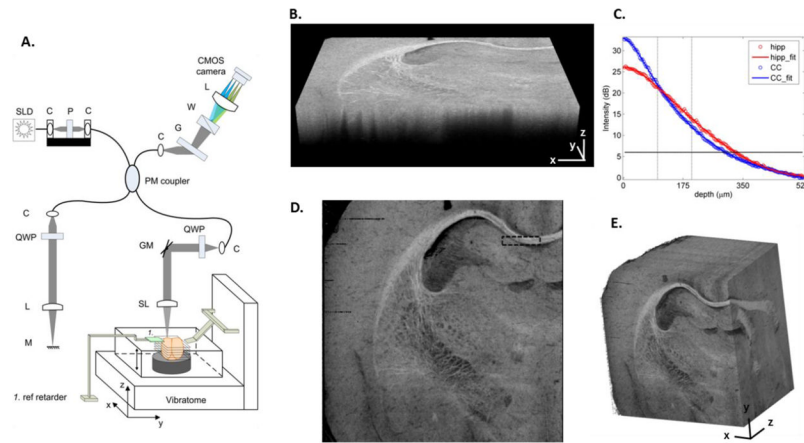 A.
CMOS
camera
L
W
G
C
SLD
C
P
C
PM coupler
C
QWP
L
M
QWP
GM
C
SL
1.
1. ref retarder
z
x
y
Vibratome
B.
z
y
x
C.
Intensity (dB)
30
25
20
15
10
5
0
0
175
350
depth (μm)
hipp
hipp_fit
CC
CC_fit
D.
E.
y
z
x